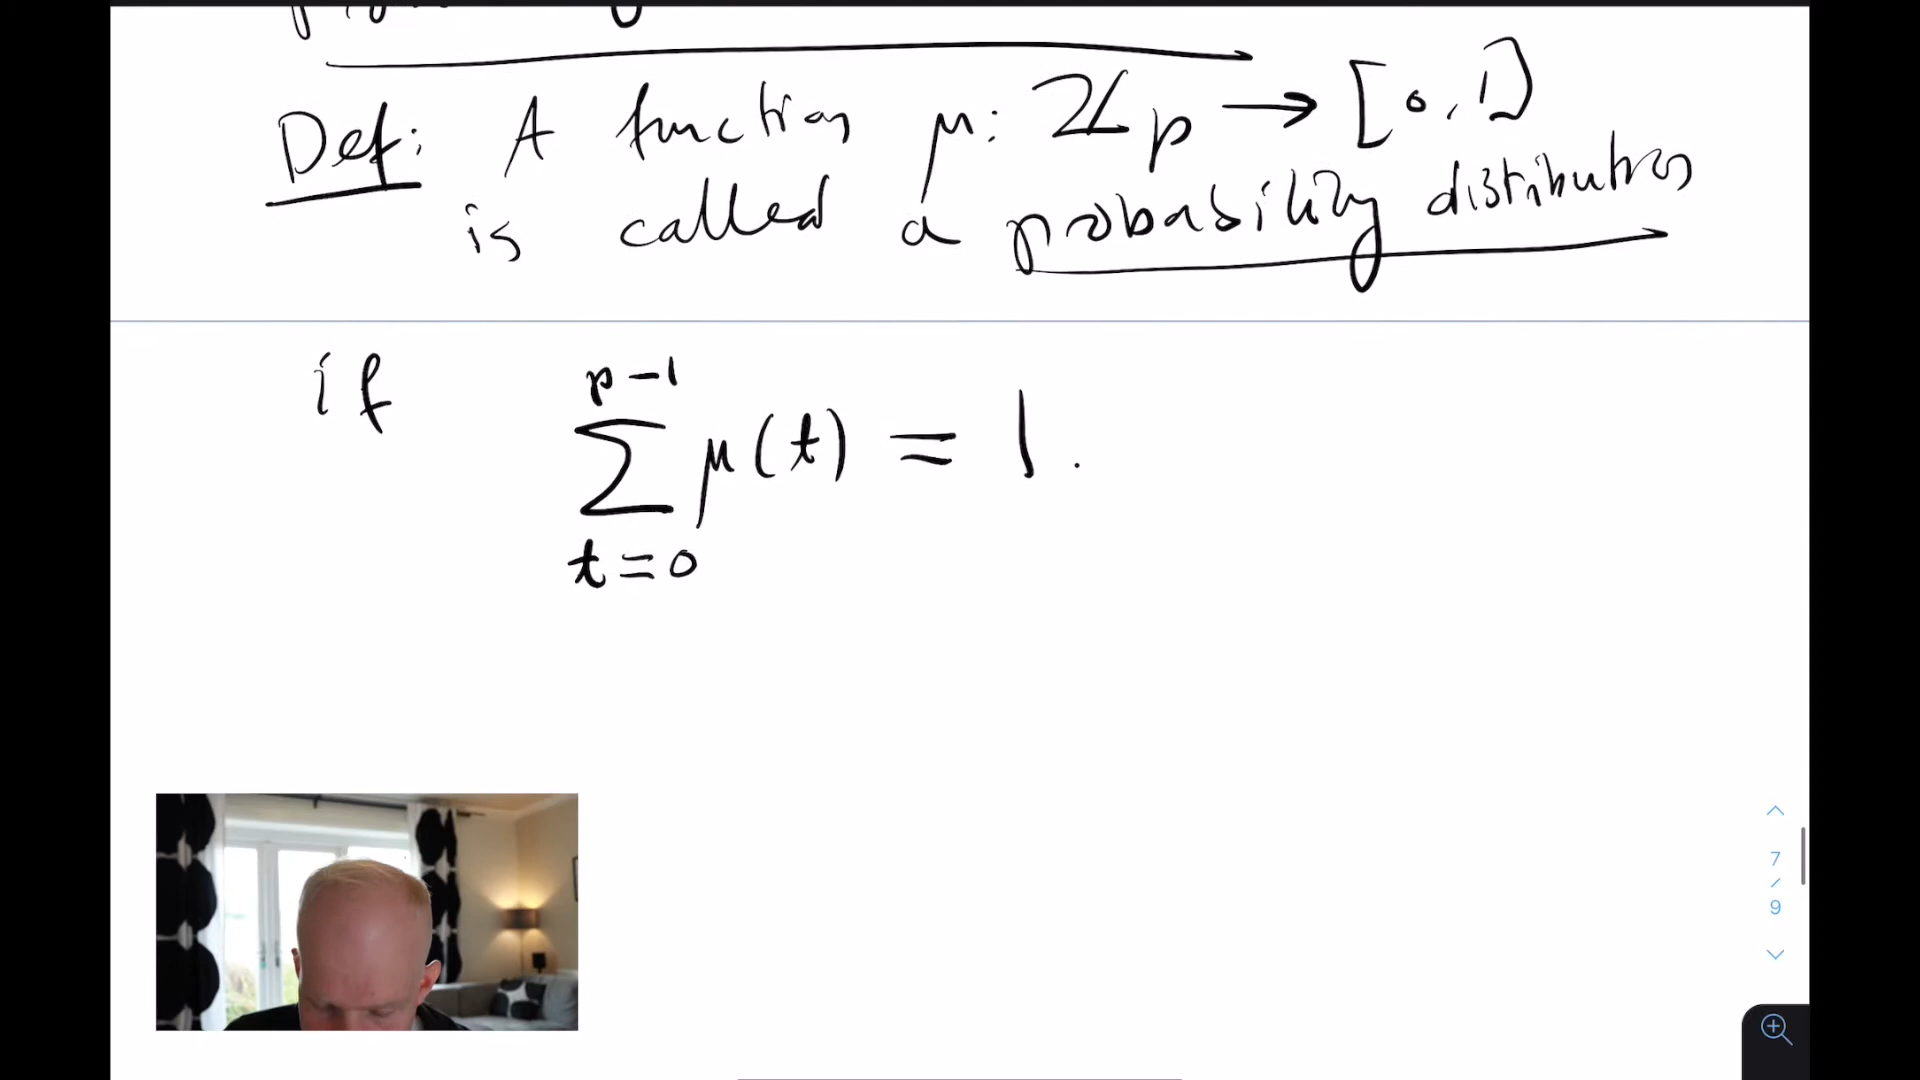 Def: A function μ: ℤₚ → [0,1]
is called a probability distribution
if ∑_{t=0}^{p-1} μ(t) = 1.
7
/
9